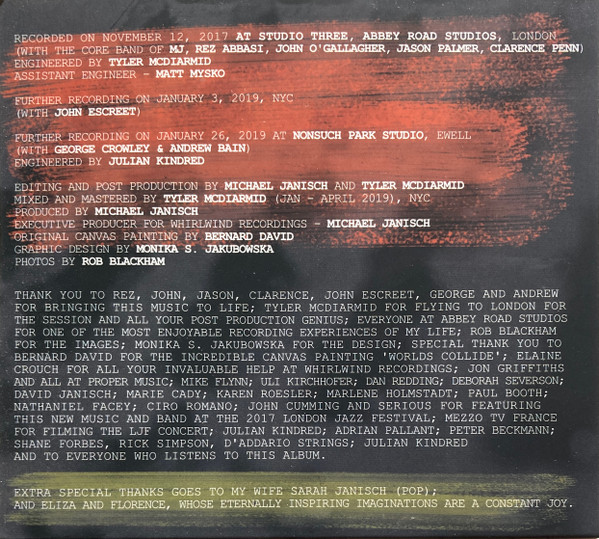 RECORDED ON NOVEMBER 12, 2017 AT STUDIO THREE, ABBEY ROAD STUDIOS, LONDON
(WITH THE CORE BAND OF MJ, REZ ABBASI, JOHN O'GALLAGHER, JASON PALMER, CLARENCE PENN)
ENGINEERED BY TYLER MCDIARMID
ASSISTANT ENGINEER - MATT MYSKO
FURTHER RECORDING ON JANUARY 3, 2019, NYC
(WITH JOHN ESCREET)
FURTHER RECORDING ON JANUARY 26, 2019 AT NONSUCH PARK STUDIO, EWELL
(WITH GEORGE CROWLEY & ANDREW BAIN)
ENGINEERED BY JULIAN KINDRED
EDITING AND POST PRODUCTION BY MICHAEL JANISCH AND TYLER MCDIARMID
MIXED AND MASTERED BY TYLER MCDIARMID (JAN - APRIL 2019), NYC
PRODUCED BY MICHAEL JANISCH
EXECUTIVE PRODUCER FOR WHIRLWIND RECORDINGS - MICHAEL JANISCH
ORIGINAL CANVAS PAINTING BY BERNARD DAVID
GRAPHIC DESIGN BY MONIKA S. JAKUBOWSKA
PHOTOS BY ROB BLACKHAM
THANK YOU TO REZ, JOHN, JASON, CLARENCE, JOHN ESCREET, GEORGE AND ANDREW
FOR BRINGING THIS MUSIC TO LIFE; TYLER MCDIARMID FOR FLYING TO LONDON FOR
THE SESSION AND ALL YOUR POST PRODUCTION GENIUS; EVERYONE AT ABBEY ROAD STUDIOS
FOR ONE OF THE MOST ENJOYABLE RECORDING EXPERIENCES OF MY LIFE; ROB BLACKHAM
FOR THE IMAGES; MONIKA S. JAKUBOWSKA FOR THE DESIGN; SPECIAL THANK YOU TO
BERNARD DAVID FOR THE INCREDIBLE CANVAS PAINTING 'WORLDS COLLIDE'; ELAINE
CROUCH FOR ALL YOUR INVALUABLE HELP AT WHIRLWIND RECORDINGS; JON GRIFFITHS
AND ALL AT PROPER MUSIC; MIKE FLYNN; ULI KIRCHHOFER; DAN REDDING; DEBORAH SEVERSON;
DAVID JANISCH; MARIE CADY; KAREN ROESLER; MARLENE HOLMSTADT; PAUL BOOTH;
NATHANIEL FACEY; CIRO ROMANO; JOHN CUMMING AND SERIOUS FOR FEATURING
THIS NEW MUSIC AND BAND AT THE 2017 LONDON JAZZ FESTIVAL; MEZZO TV FRANCE
FOR FILMING THE LJF CONCERT; JULIAN KINDRED; ADRIAN PALLANT; PETER BECKMANN;
SHANE FORBES, RICK SIMPSON, D'ADDARIO STRINGS; JULIAN KINDRED
AND TO EVERYONE WHO LISTENS TO THIS ALBUM.
EXTRA SPECIAL THANKS GOES TO MY WIFE SARAH JANISCH (POP);
AND ELIZA AND FLORENCE, WHOSE ETERNALLY INSPIRING IMAGINATIONS ARE A CONSTANT JOY.